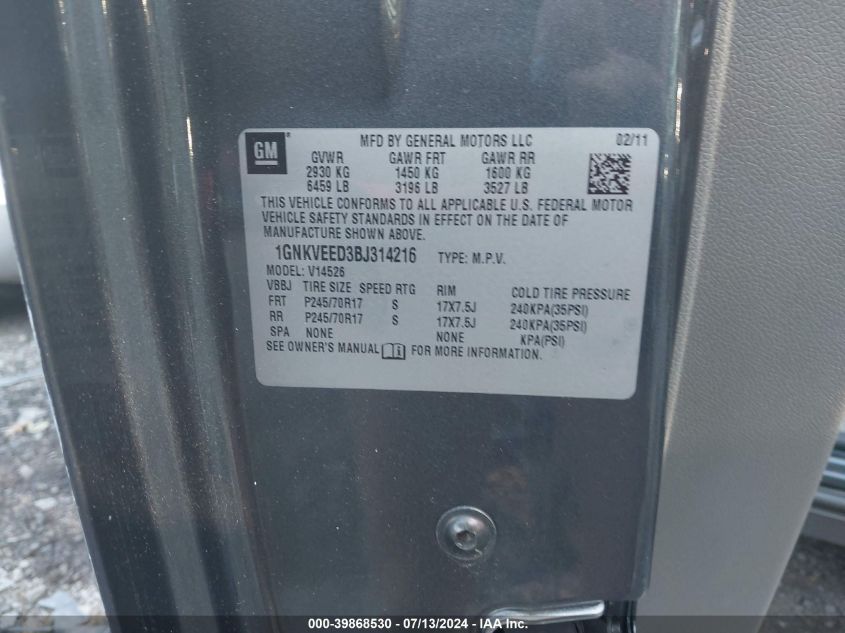 GM
MFD BY GENERAL MOTORS LLC 02/11
GVWR GAWR FRT GAWR RR
2930 KG 1450 KG 1600 KG
6459 LB 3196 LB 3527 LB
THIS VEHICLE CONFORMS TO ALL APPLICABLE U.S. FEDERAL MOTOR
VEHICLE SAFETY STANDARDS IN EFFECT ON THE DATE OF
MANUFACTURE SHOWN ABOVE.
1GNKVEED3BJ314216 TYPE: M.P.V.
MODEL: V14526
VBBJ TIRE SIZE SPEED RTG RIM COLD TIRE PRESSURE
FRT P245/70R17 S 17X7.5J 240KPA(35PSI)
RR P245/70R17 S 17X7.5J 240KPA(35PSI)
SPA NONE NONE KPA(PSI)
SEE OWNER'S MANUAL FOR MORE INFORMATION.
000-39868530 - 07/13/2024 - IAA Inc.